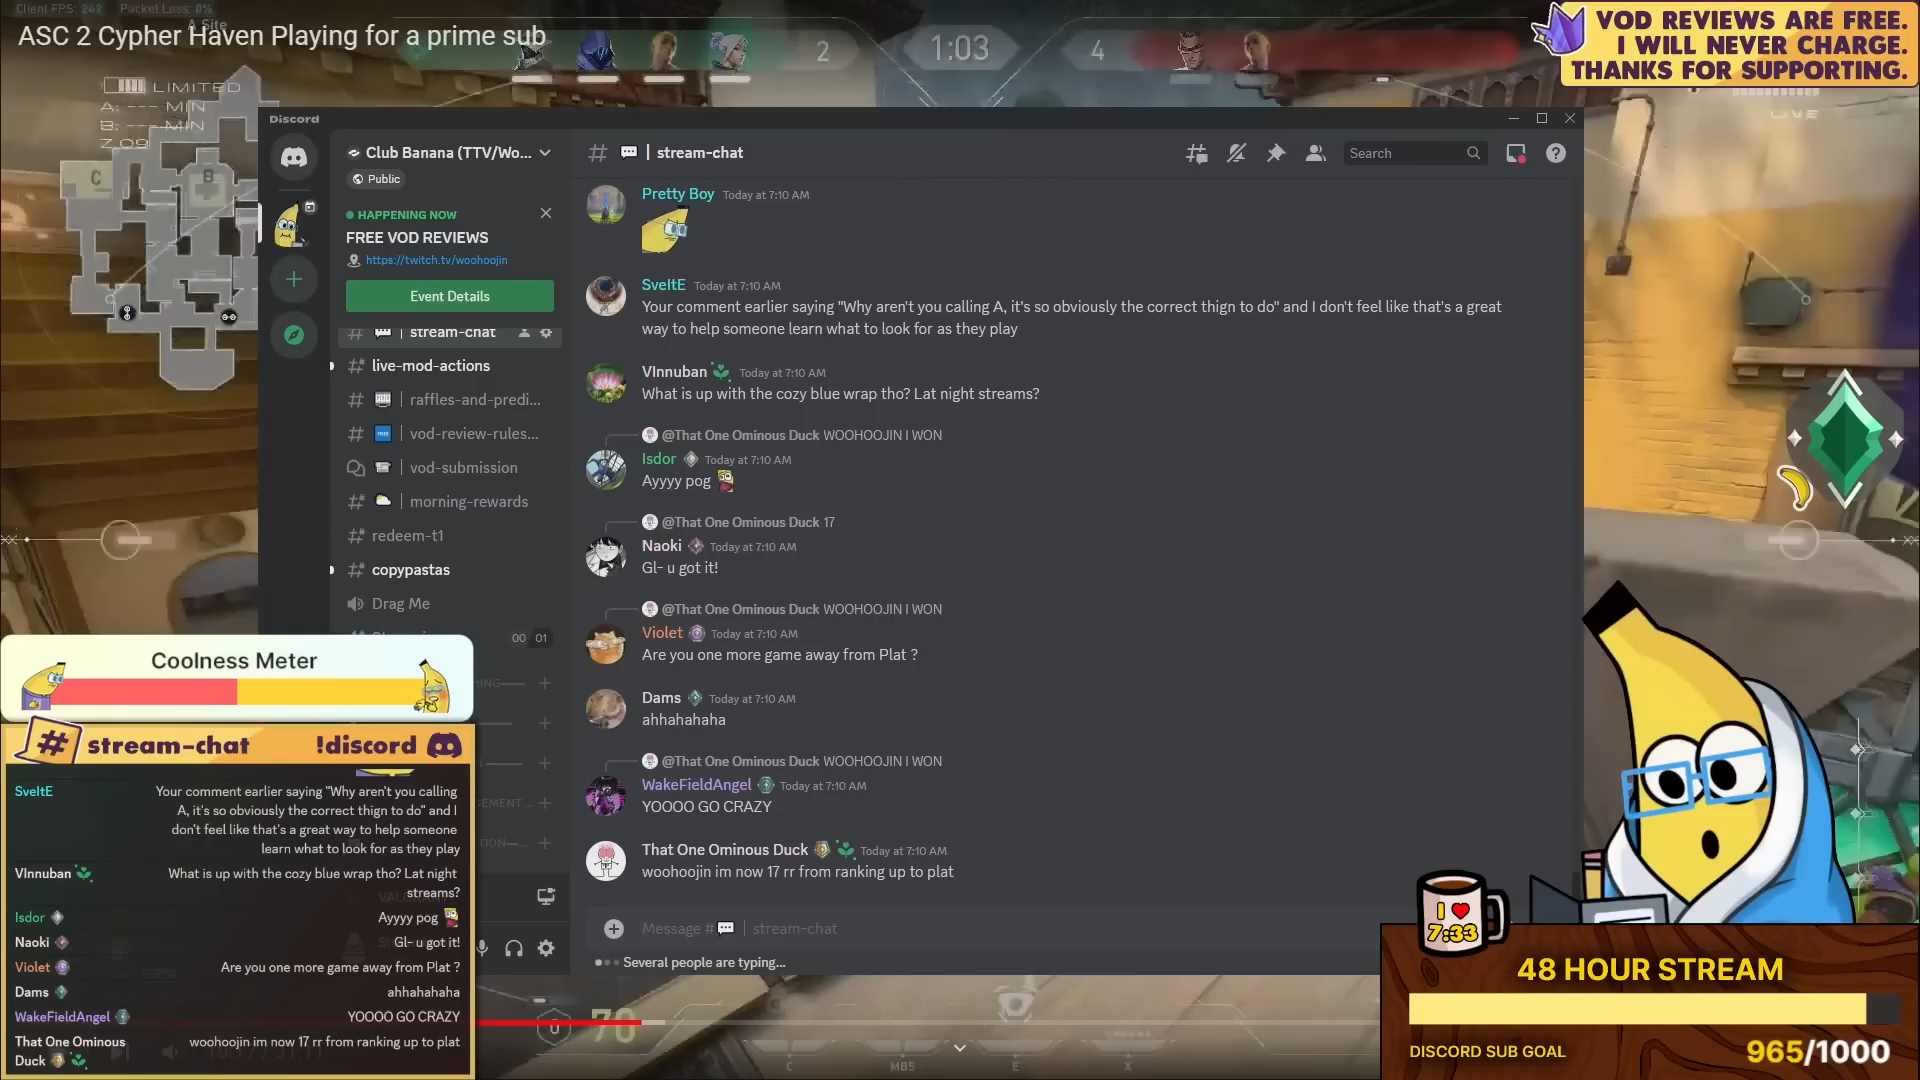 Client FPS: 249 Packet Loss: 0%
A Site
ASC 2 Cypher Haven Playing for a prime sub
2
1:03
4
VOD REVIEWS ARE FREE.
I WILL NEVER CHARGE.
THANKS FOR SUPPORTING.
LIMITED
A: --- MIN
B: --- MIN
C
B
Discord
Club Banana (TTV/Wo...
Public
HAPPENING NOW
FREE VOD REVIEWS
https://twitch.tv/woohoojin
Event Details
stream-chat
live-mod-actions
raffles-and-predi...
vod-review-rules...
vod-submission
morning-rewards
redeem-t1
copypastas
Drag Me
00 01
# | stream-chat
Search
Pretty Boy Today at 7:10 AM
SveltE Today at 7:10 AM
Your comment earlier saying "Why aren't you calling A, it's so obviously the correct thign to do" and I don't feel like that's a great
way to help someone learn what to look for as they play
VInnuban Today at 7:10 AM
What is up with the cozy blue wrap tho? Lat night streams?
@That One Ominous Duck WOOHOOJIN I WON
Isdor Today at 7:10 AM
Ayyyy pog
@That One Ominous Duck 17
Naoki Today at 7:10 AM
Gl- u got it!
@That One Ominous Duck WOOHOOJIN I WON
Violet Today at 7:10 AM
Are you one more game away from Plat ?
Dams Today at 7:10 AM
ahhahahaha
@That One Ominous Duck WOOHOOJIN I WON
WakeFieldAngel Today at 7:10 AM
YOOOO GO CRAZY
That One Ominous Duck Today at 7:10 AM
woohoojin im now 17 rr from ranking up to plat
Message # | stream-chat
Several people are typing...
Coolness Meter
# stream-chat !discord
SveltE Your comment earlier saying "Why aren't you calling
A, it's so obviously the correct thign to do" and I
don't feel like that's a great way to help someone
learn what to look for as they play
VInnuban What is up with the cozy blue wrap tho? Lat night
streams?
Isdor Ayyyy pog
Naoki Gl- u got it!
Violet Are you one more game away from Plat ?
Dams ahhahahaha
WakeFieldAngel YOOOO GO CRAZY
That One Ominous woohoojin im now 17 rr from ranking up to plat
Duck
70
C
MB5
E
X
I
7:33
48 HOUR STREAM
DISCORD SUB GOAL
965/1000